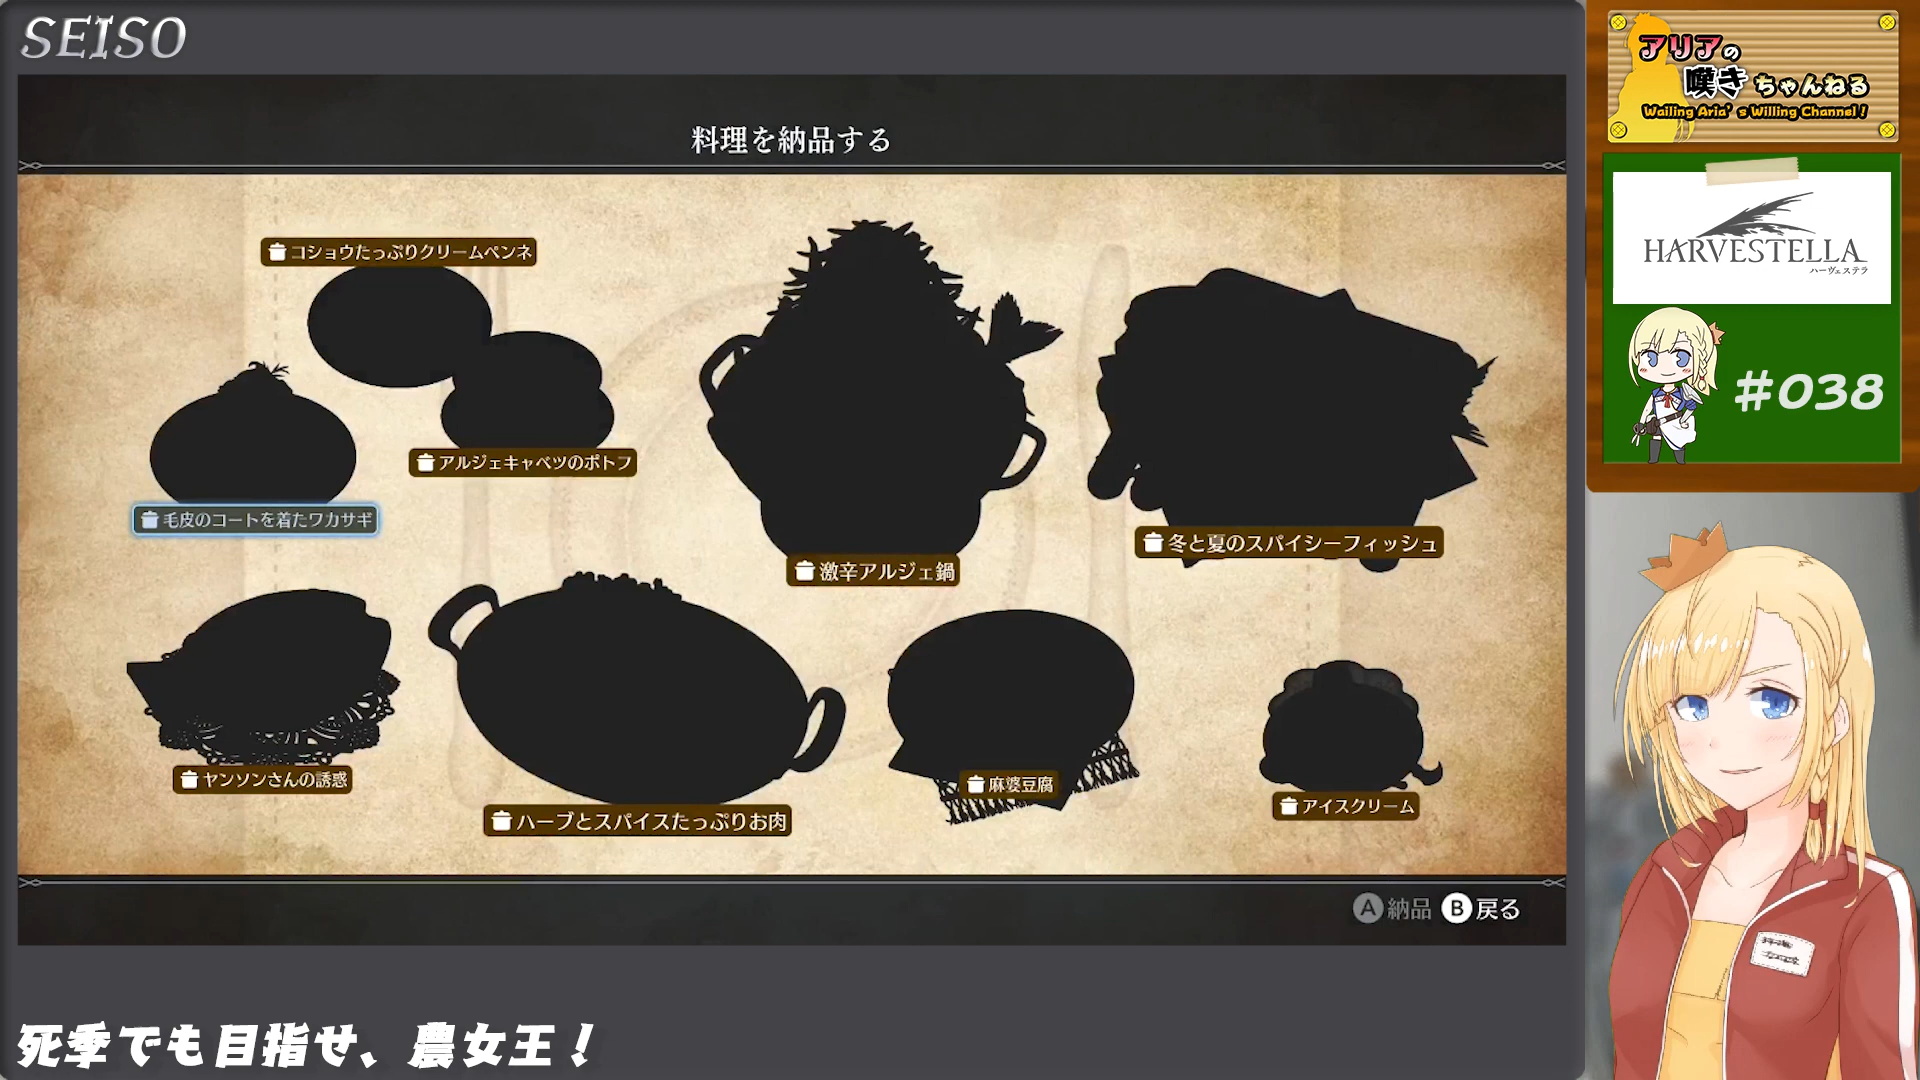 SEISO
料理を納品する
コショウたっぷりクリームペンネ
アルジェキャベツのポトフ
毛皮のコートを着たワカサギ
激辛アルジェ鍋
冬と夏のスパイシーフィッシュ
ヤンソンさんの誘惑
ハーブとスパイスたっぷりお肉
麻婆豆腐
アイスクリーム
A 納品 B 戻る
死季でも目指せ、農女王！
アリアの
嘆きちゃんねる
Wailing Aria's Willing Channel!
HARVESTELLA
ハーヴェステラ
#038